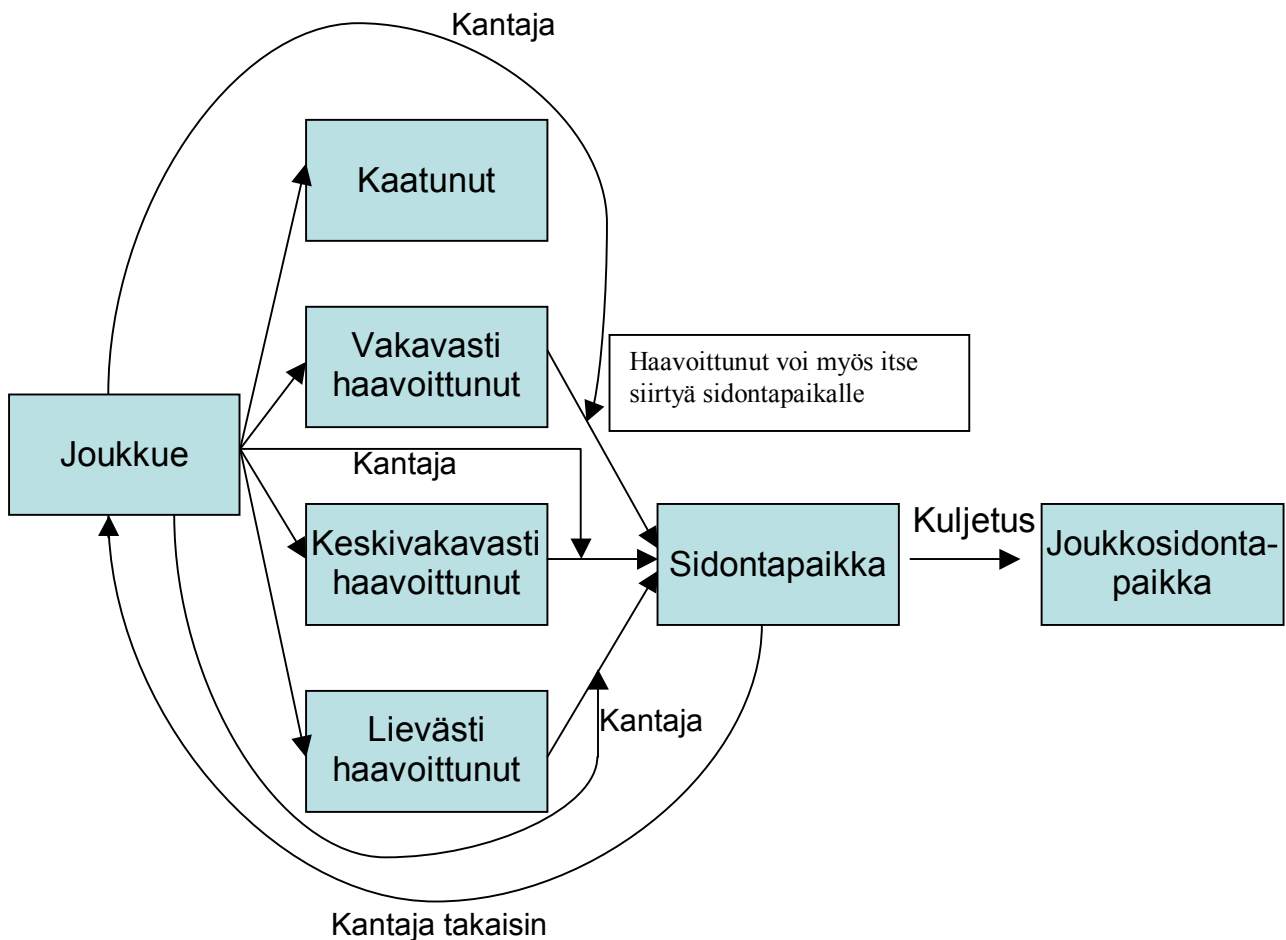 Kantaja
Kaatunut
Vakavasti
haavoittunut
Haavoittunut voi myös itse
siirtyä sidontapaikalle
Joukkue
Kantaja
Keskivakavasti
haavoittunut
Sidontapaikka
Kuljetus
Joukkosidonta-
paikka
Lievästi
haavoittunut
Kantaja
Kantaja takaisin